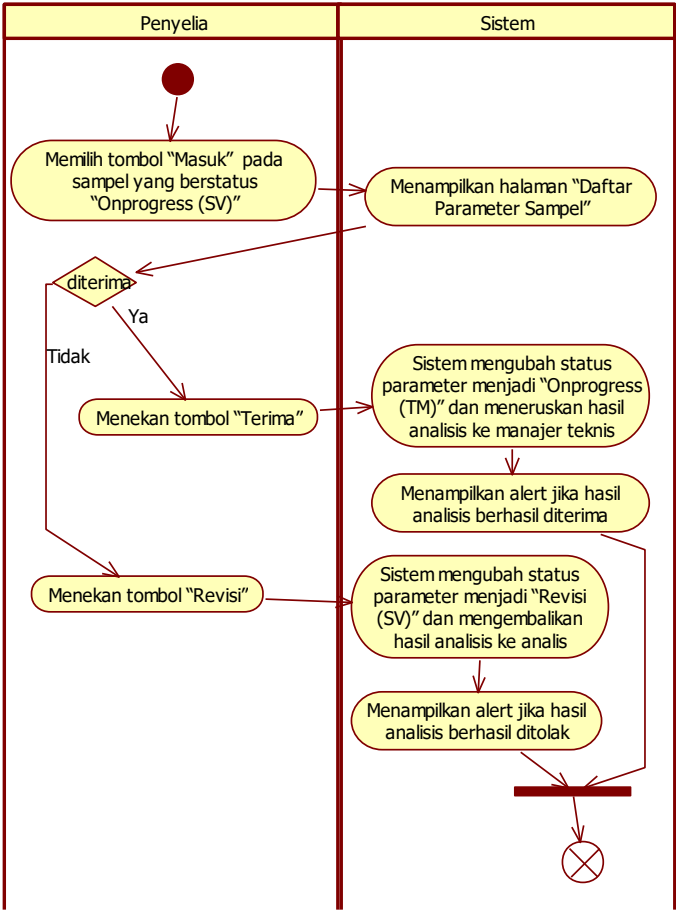 Penyelia
Sistem
Memilih tombol “Masuk” pada
sampel yang berstatus
“Onprogress (SV)”
Menampilkan halaman “Daftar
Parameter Sampel”
diterima
Ya
Tidak
Menekan tombol “Terima”
Sistem mengubah status
parameter menjadi “Onprogress
(TM)” dan meneruskan hasil
analisis ke manajer teknis
Menampilkan alert jika hasil
analisis berhasil diterima
Menekan tombol “Revisi”
Sistem mengubah status
parameter menjadi “Revisi
(SV)” dan mengembalikan
hasil analisis ke analis
Menampilkan alert jika hasil
analisis berhasil ditolak